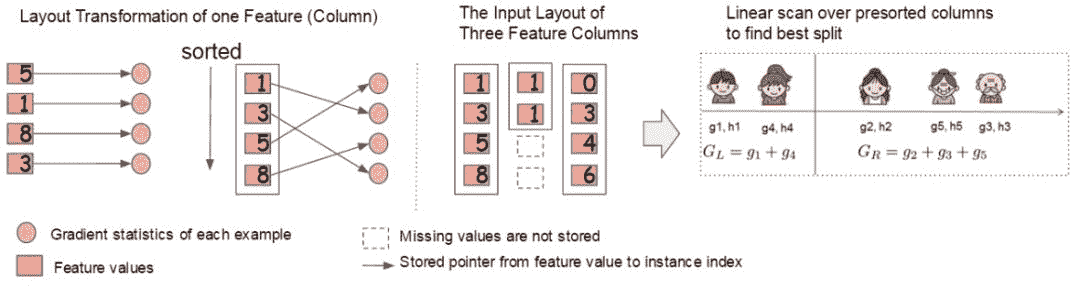 Layout Transformation of one Feature (Column)
sorted
5
1
8
3
1
3
5
8
The Input Layout of
Three Feature Columns
1
3
5
8
1
1
0
3
4
6
Linear scan over presorted columns
to find best split
g1, h1 g4, h4 g2, h2 g5, h5 g3, h3
G_L = g_1 + g_4 G_R = g_2 + g_3 + g_5
Gradient statistics of each example
Feature values
Missing values are not stored
Stored pointer from feature value to instance index